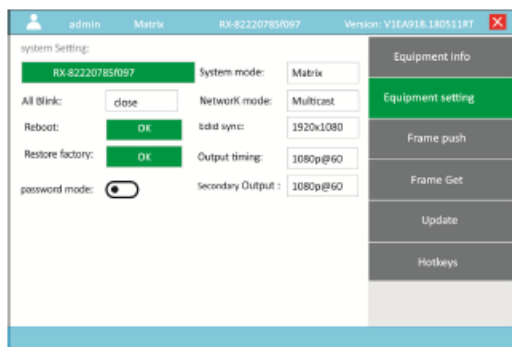 admin Matrix RX-82220785f097 Version: V1EA918.180511RT
system Setting:
RX-82220785f097
All Blink: close
Reboot: OK
Restore factory: OK
password mode:
System mode: Matrix
NetworK mode: Multicast
Edid sync: 1920x1080
Output timing: 1080p@60
Secondary Output : 1080p@60
Equipment Info
Equipment setting
Frame push
Frame Get
Update
Hotkeys